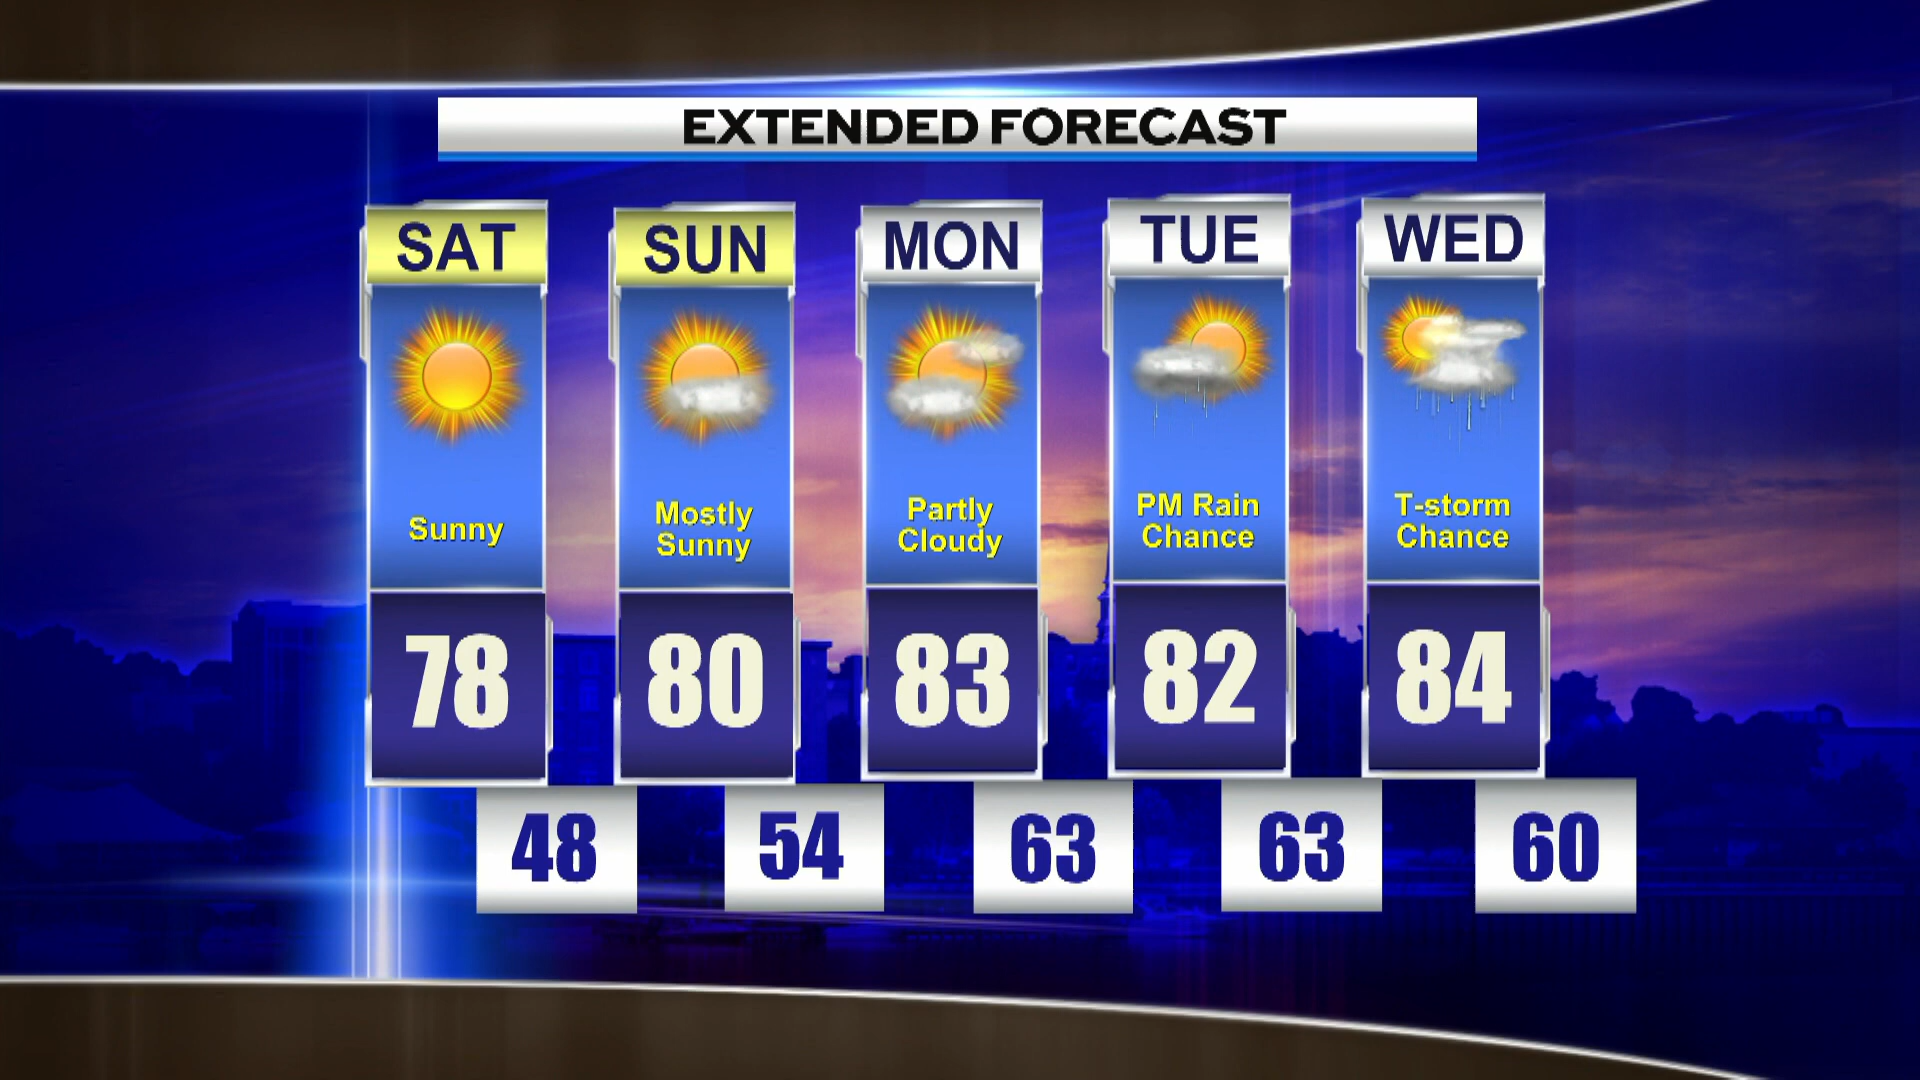 EXTENDED FORECAST
SAT
SUN
MON
TUE
WED
Sunny
Mostly
Sunny
Partly
Cloudy
PM Rain
Chance
T-storm
Chance
78
80
83
82
84
48
54
63
63
60